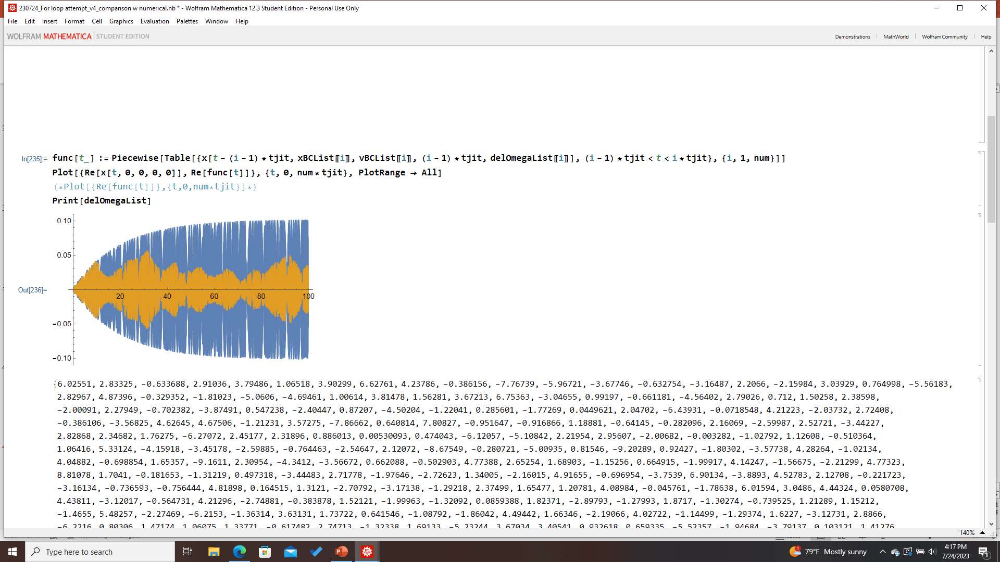 230724_For loop attempt_v4_comparison w numerical.nb * - Wolfram Mathematica 12.3 Student Edition - Personal Use Only
File Edit Insert Format Cell Graphics Evaluation Palettes Window Help
WOLFRAM MATHEMATICA STUDENT EDITION
Demonstrations MathWorld Wolfram Community Help
In[235]:= func[t_] := Piecewise[Table[{x[t - (i - 1) * tjit, xBCList[[i]], vBCList[[i]], (i - 1) * tjit, delOmegaList[[i]]], (i - 1) * tjit < t < i * tjit}, {i, 1, num}]]
Plot[{Re[x[t, 0, 0, 0, 0]], Re[func[t]]}, {t, 0, num * tjit}, PlotRange → All]
(*Plot[{Re[func[t]]},{t,0,num*tjit}]*)
Print[delOmegaList]
0.10
0.05
Out[236]=
20 40 60 80 100
-0.05
-0.10
{6.02551, 2.83325, -0.633688, 2.91036, 3.79486, 1.06518, 3.90299, 6.62761, 4.23786, -0.386156, -7.76739, -5.96721, -3.67746, -0.632754, -3.16487, 2.2066, -2.15984, 3.03929, 0.764998, -5.56183,
2.82967, 4.87396, -0.329352, -1.81023, -5.0606, -4.69461, 1.00614, 3.81478, 1.56281, 3.67213, 6.75363, -3.04655, 0.99197, -0.661181, -4.56402, 2.79026, 0.712, 1.50258, 2.38598,
-2.00091, 2.27949, -0.702382, -3.87491, 0.547238, -2.40447, 0.87207, -4.50204, -1.22041, 0.285601, -1.77269, 0.0449621, 2.04702, -6.43931, -0.0718548, 4.21223, -2.03732, 2.72408,
-0.386106, -3.56825, 4.62645, 4.67506, -1.21231, 3.57275, -7.86662, 0.640814, 7.80827, -0.951647, -0.916866, 1.18881, -0.64145, -0.282096, 2.16069, -2.59987, 2.52721, -3.44227,
2.82868, 2.34682, 1.76275, -6.27072, 2.45177, 2.31896, 0.886013, 0.00530093, 0.474043, -6.12057, -5.10842, 2.21954, 2.95607, -2.00682, -0.003282, -1.02792, 1.12608, -0.510364,
1.06416, 5.33124, -4.15918, -3.45178, -2.59885, -0.764463, -2.54647, 2.12072, -8.67549, -0.280721, -5.00935, 0.81546, -9.20289, 0.92427, -1.80302, -3.57738, 4.28264, -1.02134,
4.04882, -0.698854, 1.65357, -9.1611, 2.30954, -4.3412, -3.56672, 0.662088, -0.502903, 4.77388, 2.65254, 1.68903, -1.15256, 0.664915, -1.99917, 4.14247, -1.56675, -2.21299, 4.77323,
8.81078, 1.7041, -0.181653, -1.31219, 0.497318, -3.44483, 2.71778, -1.97646, -2.72623, 1.34005, -2.16015, 4.91655, -0.696954, -3.7539, 6.90134, -3.8893, 4.52783, 2.12708, -0.221723,
-3.16134, -0.736593, -0.756444, 4.81898, 0.164515, 1.3121, -2.70792, -3.17138, -1.29218, 2.37499, 1.65477, 1.20781, 4.08984, -0.045761, -1.78638, 6.01594, 3.0486, 4.44324, 0.0580708,
4.43811, -3.12017, -0.564731, 4.21296, -2.74881, -0.383878, 1.52121, -1.99963, -1.32092, 0.0859388, 1.82371, -2.89793, -1.27993, 1.8717, -1.30274, -0.739525, 1.21289, 1.15212,
-1.4655, 5.48257, -2.27469, -6.2153, -1.36314, 3.63131, 1.73722, 0.641546, -1.08792, -1.86042, 4.49442, 1.66346, -2.19066, 4.02722, -1.14499, -1.29374, 1.6227, -3.12731, 2.8866,
-6.2216, 0.80306, 1.47174, 1.06075, 1.33771, -0.617482, 2.74713, -1.32338, 1.69133, -5.23244, 3.67034, 3.40541, 0.932618, 0.659335, -5.52357, -1.94684, -3.79137, 0.103121, 1.41276,
140%
Type here to search
79°F Mostly sunny
4:17 PM
7/24/2023
1